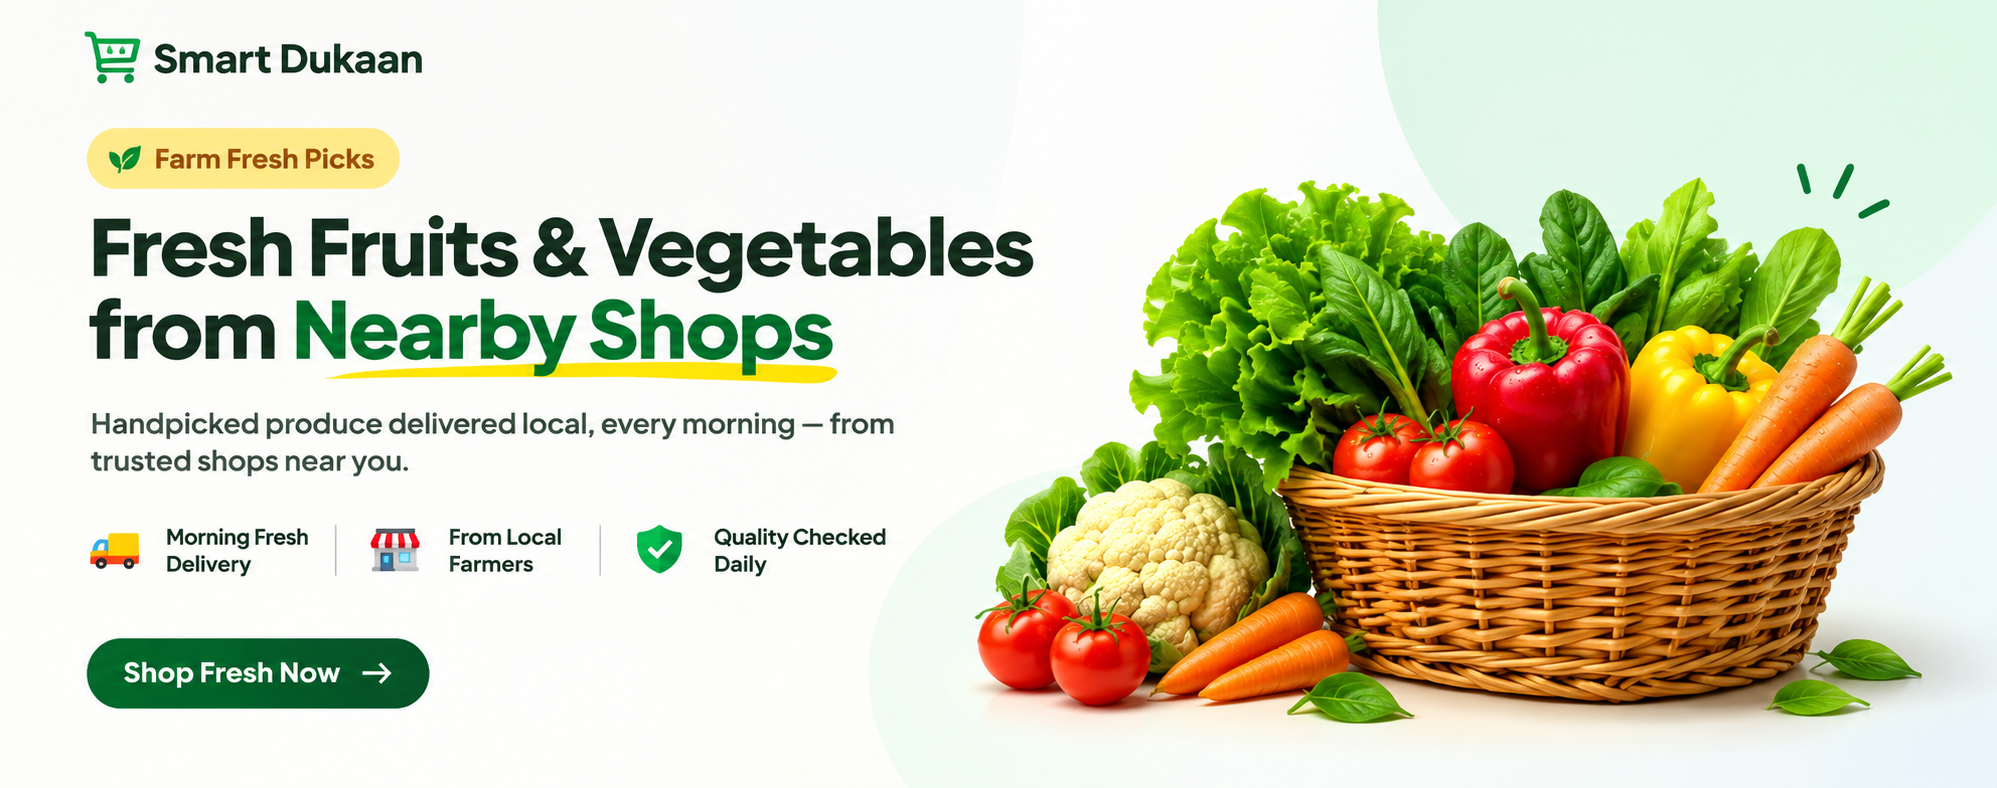 Smart Dukaan
Farm Fresh Picks
Fresh Fruits & Vegetables
from Nearby Shops
Handpicked produce delivered local, every morning — from
trusted shops near you.
Morning Fresh
Delivery
From Local
Farmers
Quality Checked
Daily
Shop Fresh Now →